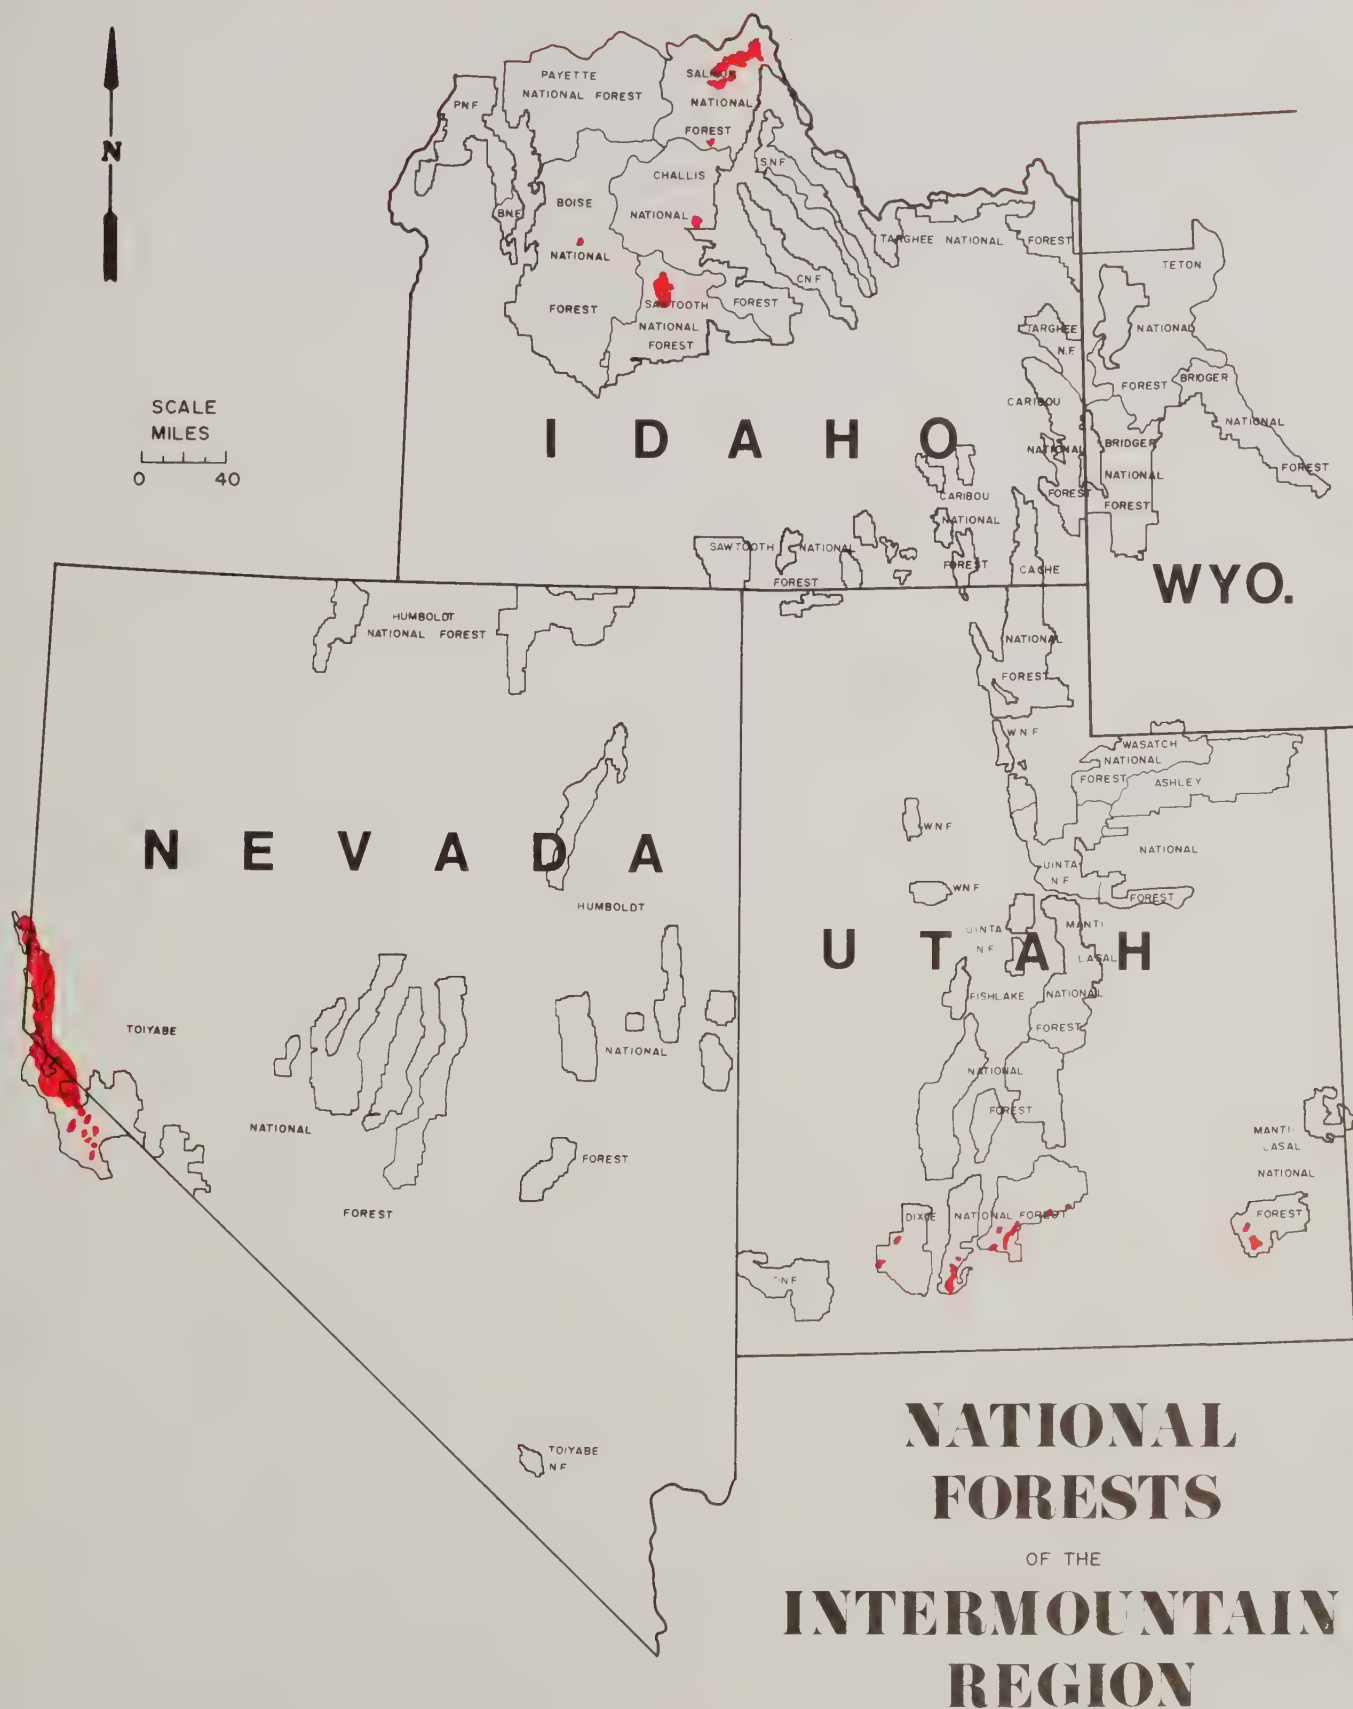 N
SCALE
MILES
0 40
PAYETTE
NATIONAL FOREST
PNF
SALMON
NATIONAL
FOREST
S.N.F.
CHALLIS
NATIONAL
BNF
BOISE
NATIONAL
FOREST
SAWTOOTH
NATIONAL
FOREST
FOREST
CNF
TARGHEE NATIONAL FOREST
TETON
NATIONAL
FOREST
TARGHEE
N.F.
BRIDGER
NATIONAL
FOREST
CARIBOU
NATIONAL
FOREST
BRIDGER
NATIONAL
FOREST
IDAHO
CARIBOU
NATIONAL
FOREST
SAWTOOTH NATIONAL
FOREST
CACHE
NATIONAL
FOREST
WYO.
HUMBOLDT
NATIONAL FOREST
WNF
WASATCH
NATIONAL
FOREST
ASHLEY
NATIONAL
FOREST
WNF
WNF
UINTA
N F
NEVADA
HUMBOLDT
NATIONAL
FOREST
UTAH
UINTA
N F
MANTI
LASAL
NATIONAL
FOREST
FISHLAKE
NATIONAL
FOREST
TOIYABE
NATIONAL
FOREST
MANTI-
LASAL
NATIONAL
FOREST
DIXIE NATIONAL FOREST
DNF
TOIYABE
N F
NATIONAL
FORESTS
OF THE
INTERMOUNTAIN
REGION